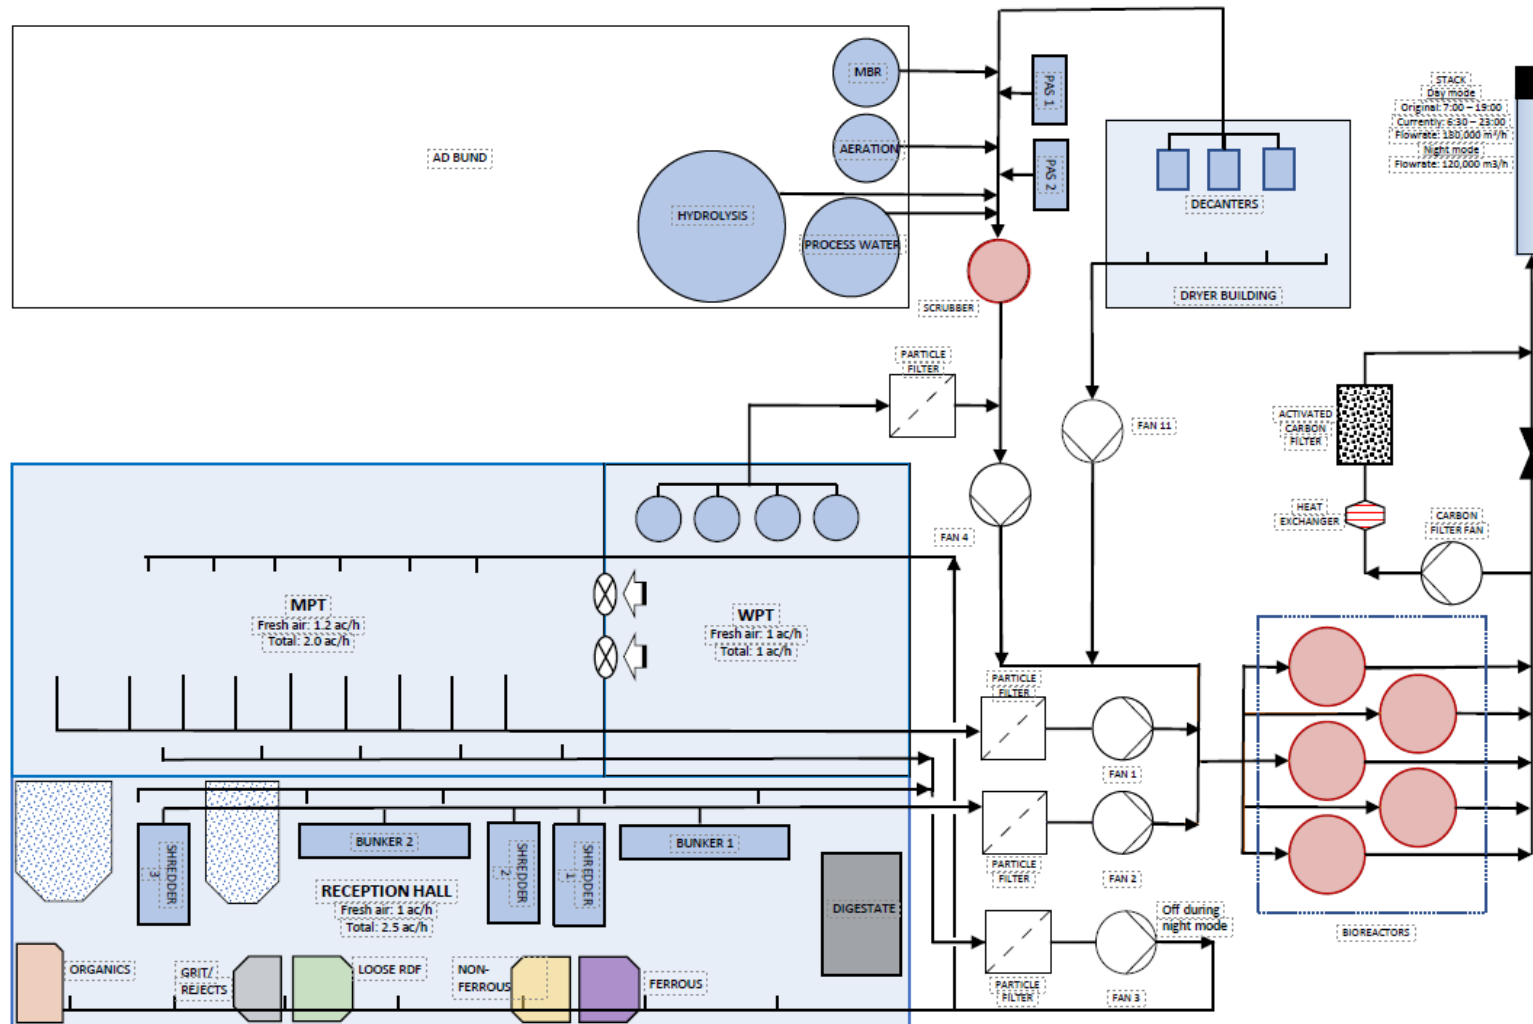 MBR
PAS 1
STACK
Day mode
Original: 7:00 – 19:00
Currently: 6:30 – 23:00
Flowrate: 180,000 m³/h
Night mode
Flowrate: 120,000 m3/h
AD BUND
AERATION
PAS 2
HYDROLYSIS
PROCESS WATER
DECANTERS
DRYER BUILDING
SCRUBBER
PARTICLE
FILTER
ACTIVATED
CARBON
FILTER
FAN 11
HEAT
EXCHANGER
CARBON
FILTER FAN
FAN 4
MPT
Fresh air: 1.2 ac/h
Total: 2.0 ac/h
WPT
Fresh air: 1 ac/h
Total: 1 ac/h
PARTICLE
FILTER
FAN 1
SHREDDER
3
BUNKER 2
SHREDDER
2
SHREDDER
1
BUNKER 1
PARTICLE
FILTER
FAN 2
RECEPTION HALL
Fresh air: 1 ac/h
Total: 2.5 ac/h
DIGESTATE
Off during
night mode
BIOREACTORS
ORGANICS
GRIT/
REJECTS
LOOSE RDF
NON-
FERROUS
FERROUS
PARTICLE
FILTER
FAN 3